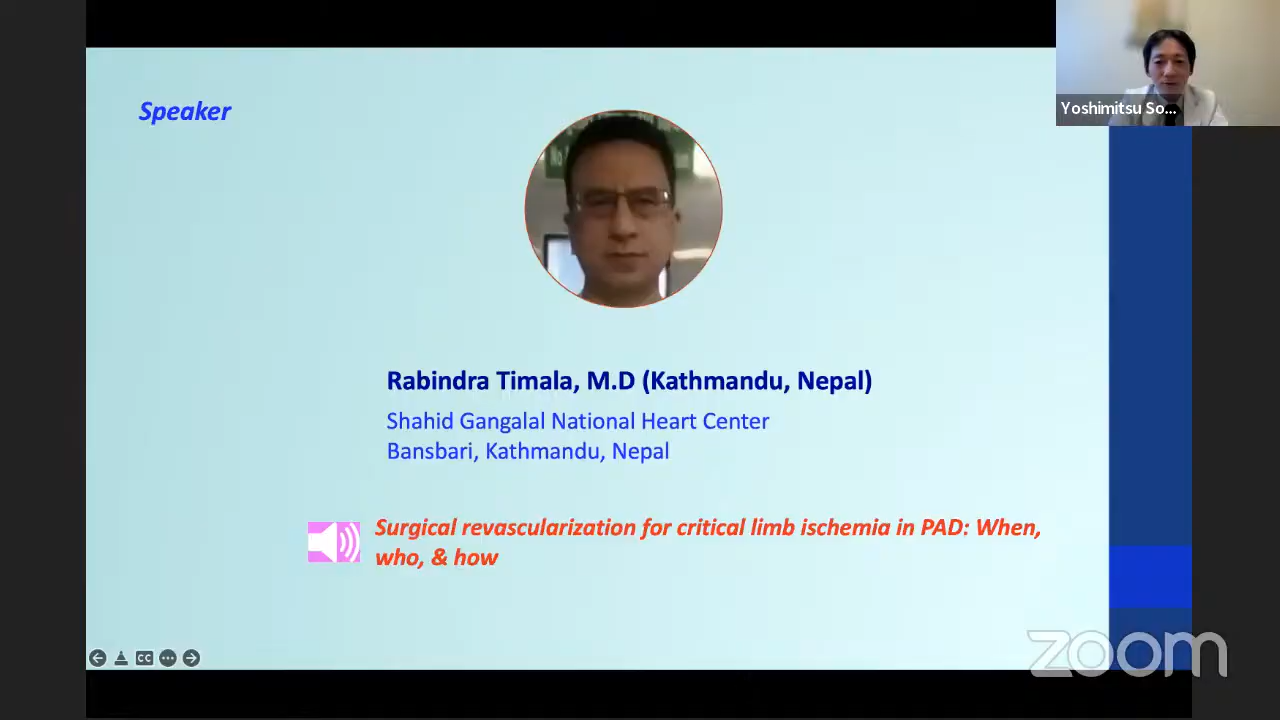 Speaker
Yoshimitsu So...
Rabindra Timala, M.D (Kathmandu, Nepal)
Shahid Gangalal National Heart Center
Bansbari, Kathmandu, Nepal
Surgical revascularization for critical limb ischemia in PAD: When,
who, & how
CC
zoom